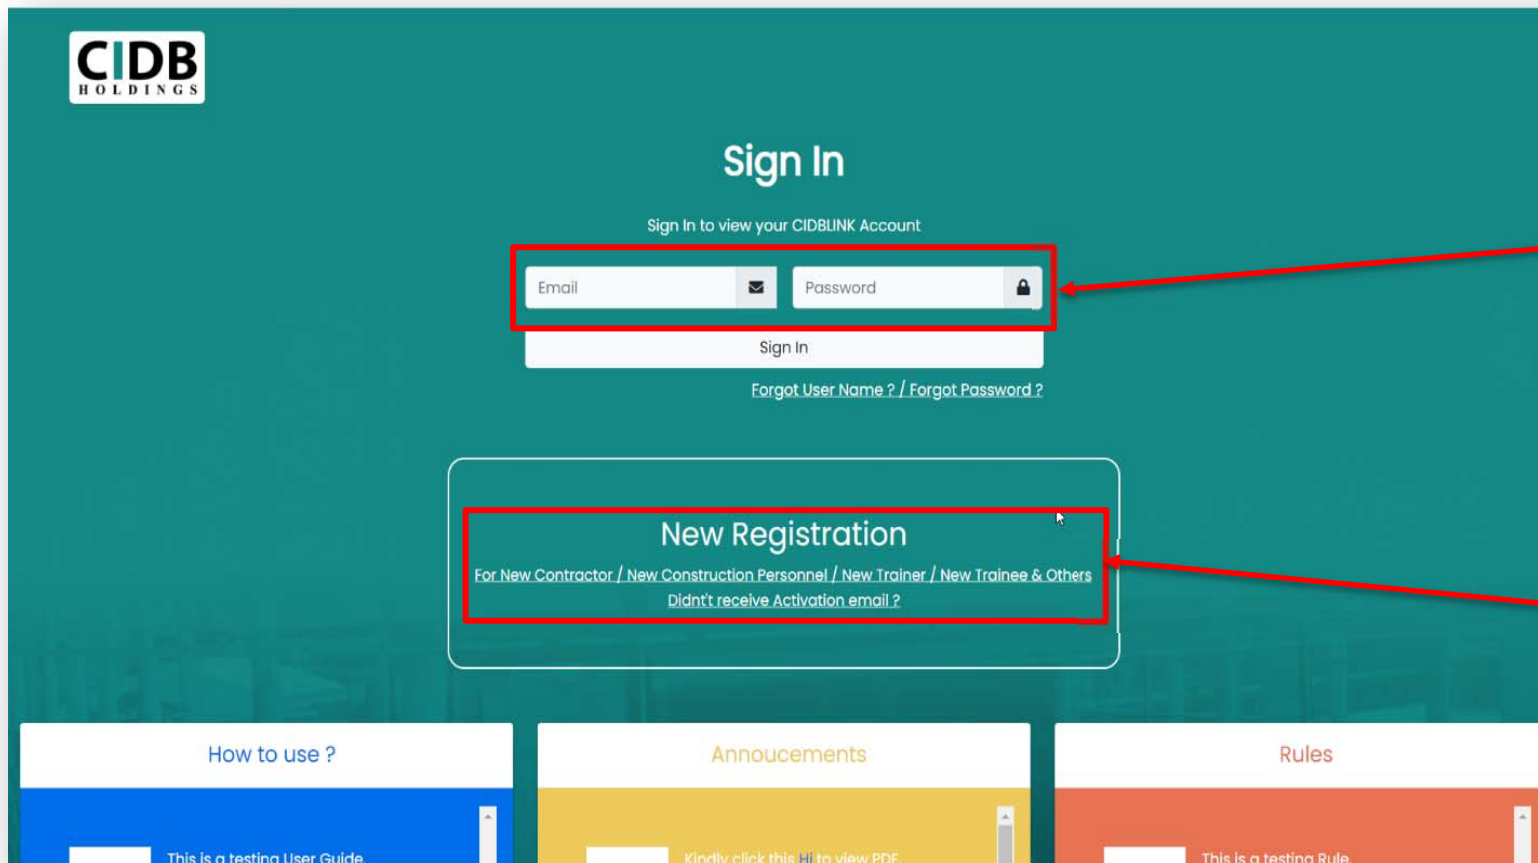 CIDB
HOLDINGS
Sign In
Sign In to view your CIDBLINK Account
Email
Password
Sign In
Forgot User Name ? / Forgot Password ?
New Registration
For New Contractor / New Construction Personnel / New Trainer / New Trainee & Others
Didnt't receive Activation email ?
How to use ?
Annoucements
Rules
This is a testing User Guide.
Kindly click this Hi to view PDF.
This is a testing Rule.